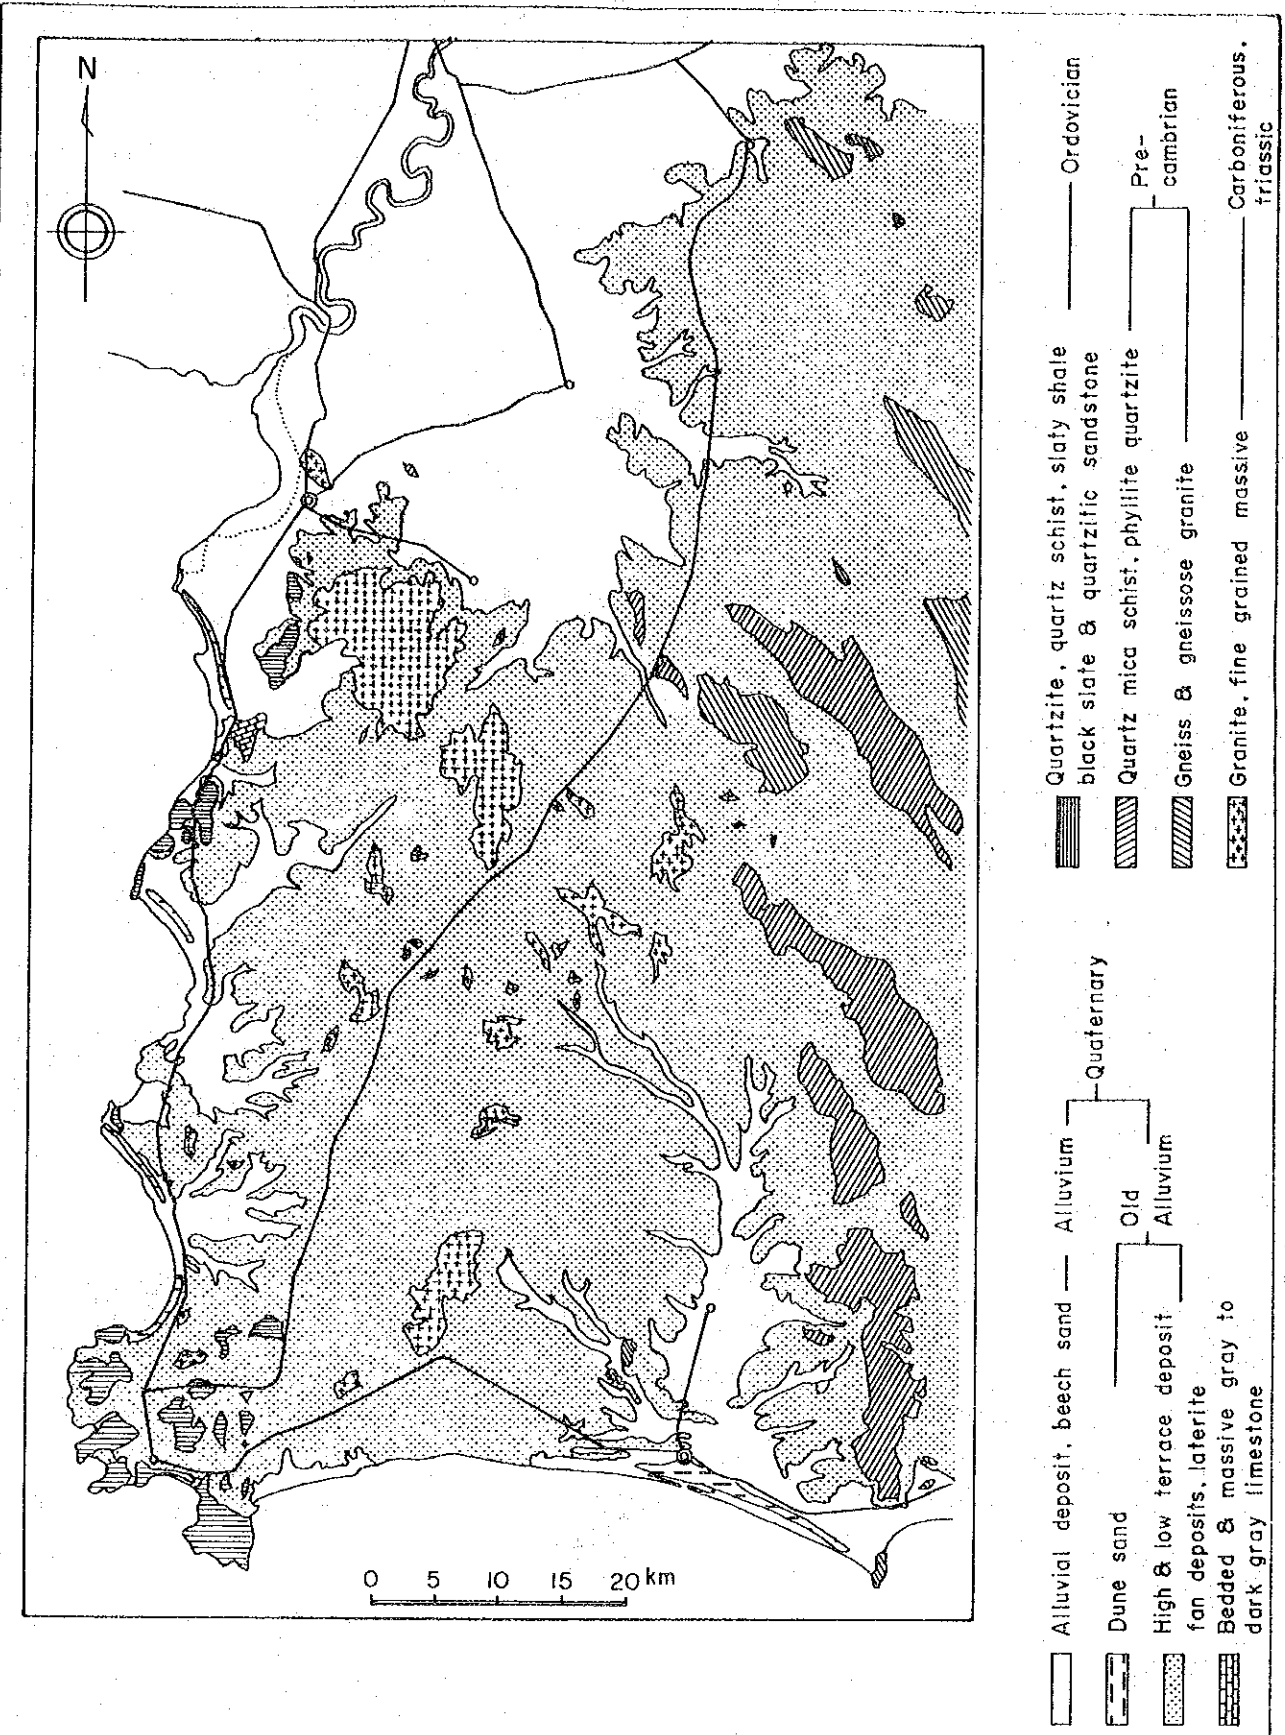 N
0 5 10 15 20 km
Alluvial deposit, beech sand
Alluvium
Dune sand
Old
Alluvium
Quaternary
High & low terrace deposit
fan deposits, laterite
Bedded & massive gray to
dark gray limestone
Quartzite, quartz schist, slaty shale
black slate & quartzitic sandstone
Ordovician
Quartz mica schist, phyllite quartzite
Pre-
cambrian
Gneiss & gneissose granite
Granite, fine grained massive
Carboniferous,
triassic